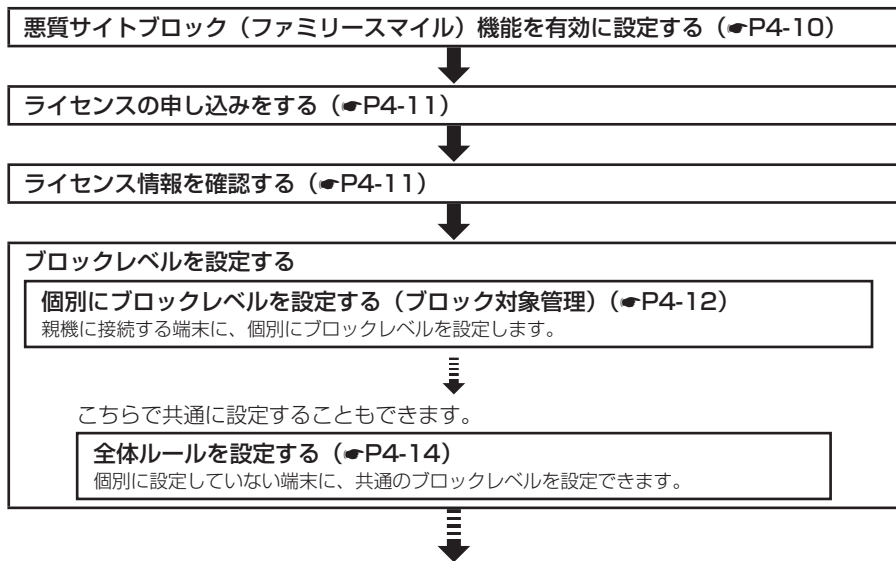 悪質サイトブロック（ファミリースマイル）機能を有効に設定する（☛P4-10）
ライセンスの申し込みをする（☛P4-11）
ライセンス情報を確認する（☛P4-11）
ブロックレベルを設定する
個別にブロックレベルを設定する（ブロック対象管理）（☛P4-12）
親機に接続する端末に、個別にブロックレベルを設定します。
こちらで共通に設定することもできます。
全体ルールを設定する（☛P4-14）
個別に設定していない端末に、共通のブロックレベルを設定できます。